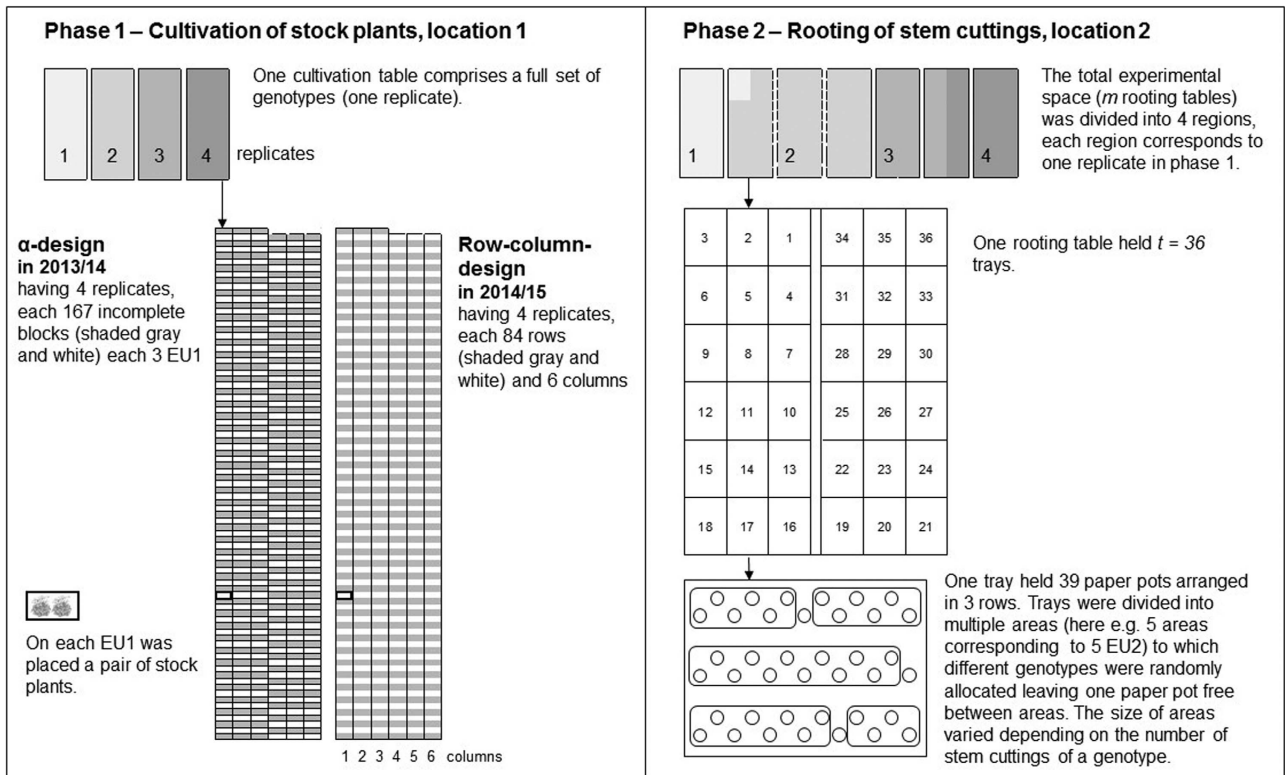 Phase 1 – Cultivation of stock plants, location 1
One cultivation table comprises a full set of
genotypes (one replicate).
1 2 3 4 replicates
α-design
in 2013/14
having 4 replicates,
each 167 incomplete
blocks (shaded gray
and white) each 3 EU1
Row-column-
design
in 2014/15
having 4 replicates,
each 84 rows
(shaded gray and
white) and 6 columns
On each EU1 was
placed a pair of stock
plants.
1 2 3 4 5 6 columns
Phase 2 – Rooting of stem cuttings, location 2
1 2 3 4
The total experimental
space (m rooting tables)
was divided into 4 regions,
each region corresponds to
one replicate in phase 1.
3 2 1 34 35 36
6 5 4 31 32 33
9 8 7 28 29 30
12 11 10 25 26 27
15 14 13 22 23 24
18 17 16 19 20 21
One rooting table held t = 36
trays.
One tray held 39 paper pots arranged
in 3 rows. Trays were divided into
multiple areas (here e.g. 5 areas
corresponding to 5 EU2) to which
different genotypes were randomly
allocated leaving one paper pot free
between areas. The size of areas
varied depending on the number of
stem cuttings of a genotype.